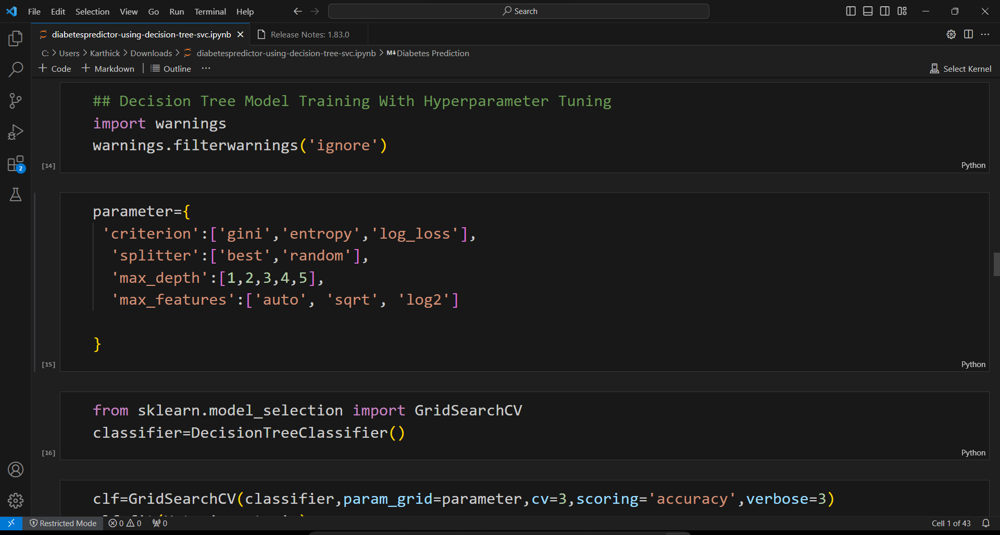 File Edit Selection View Go Run Terminal Help
Search
diabetespredictor-using-decision-tree-svc.ipynb
Release Notes: 1.83.0
C: > Users > Karthick > Downloads > diabetespredictor-using-decision-tree-svc.ipynb > M↓Diabetes Prediction
+ Code + Markdown | Outline ...
Select Kernel
## Decision Tree Model Training With Hyperparameter Tuning
import warnings
warnings.filterwarnings('ignore')
[14]
Python
parameter={
'criterion':['gini','entropy','log_loss'],
'splitter':['best','random'],
'max_depth':[1,2,3,4,5],
'max_features':['auto', 'sqrt', 'log2']
}
[15]
Python
from sklearn.model_selection import GridSearchCV
classifier=DecisionTreeClassifier()
[16]
Python
clf=GridSearchCV(classifier,param_grid=parameter,cv=3,scoring='accuracy',verbose=3)
2
Restricted Mode 0 0 0
Cell 1 of 43